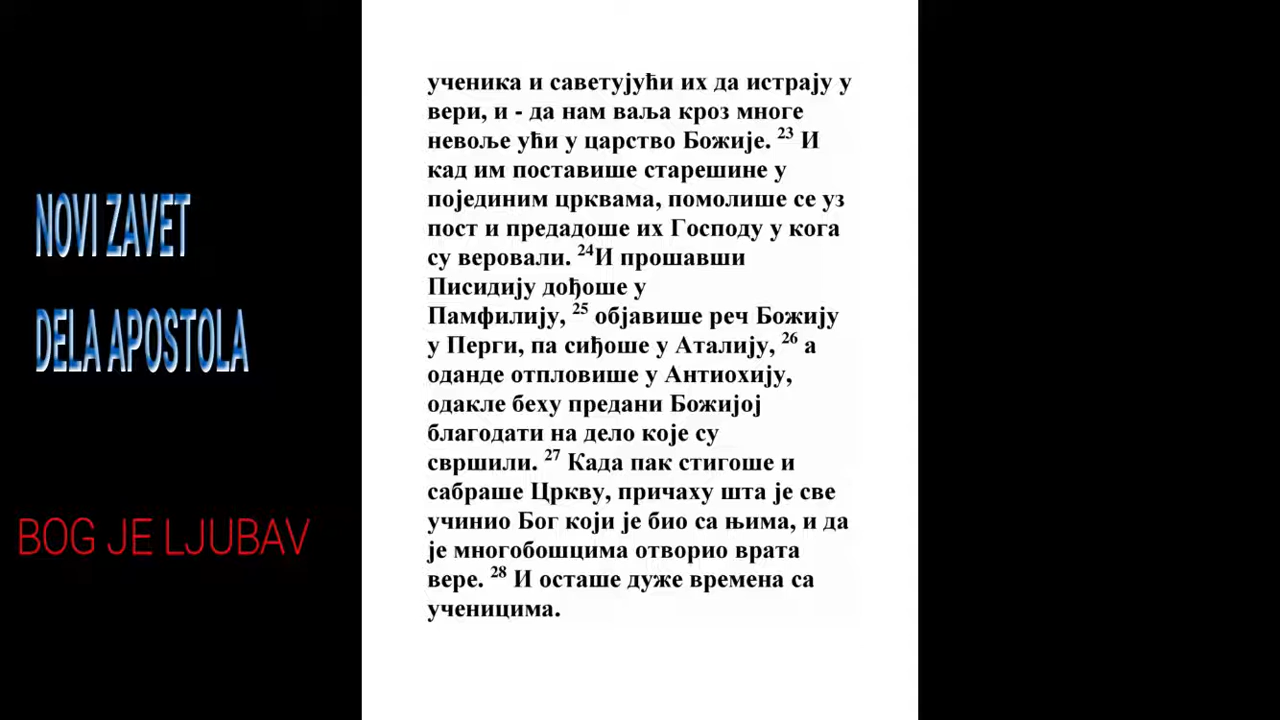 NOVI ZAVET
DELA APOSTOLA
BOG JE LJUBAV
ученика и саветујући их да истрају у
вери, и - да нам ваља кроз многе
невоље ући у царство Божије. 23 И
кад им поставише старешине у
појединим црквама, помолише се уз
пост и предадоше их Господу у кога
су веровали. 24И прошавши
Писидију дођоше у
Памфилију, 25 објавише реч Божију
у Перги, па сиђоше у Аталију, 26 а
оданде отпловише у Антиохију,
одакле беху предани Божијој
благодати на дело које су
свршили. 27 Када пак стигоше и
сабраше Цркву, причаху шта је све
учинио Бог који је био са њима, и да
је многобошцима отворио врата
вере. 28 И осташе дуже времена са
ученицима.